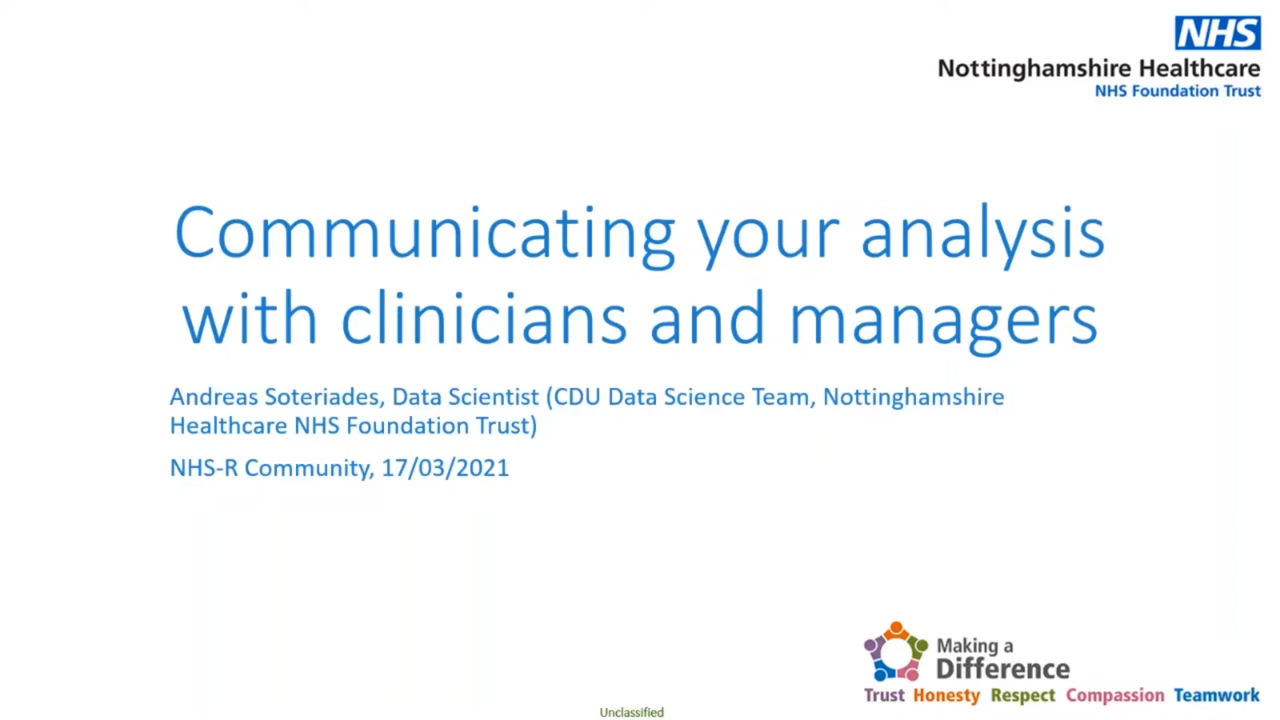 NHS
Nottinghamshire Healthcare
NHS Foundation Trust
Communicating your analysis
with clinicians and managers
Andreas Soteriades, Data Scientist (CDU Data Science Team, Nottinghamshire
Healthcare NHS Foundation Trust)
NHS-R Community, 17/03/2021
Making a
Difference
Trust Honesty Respect Compassion Teamwork
Unclassified